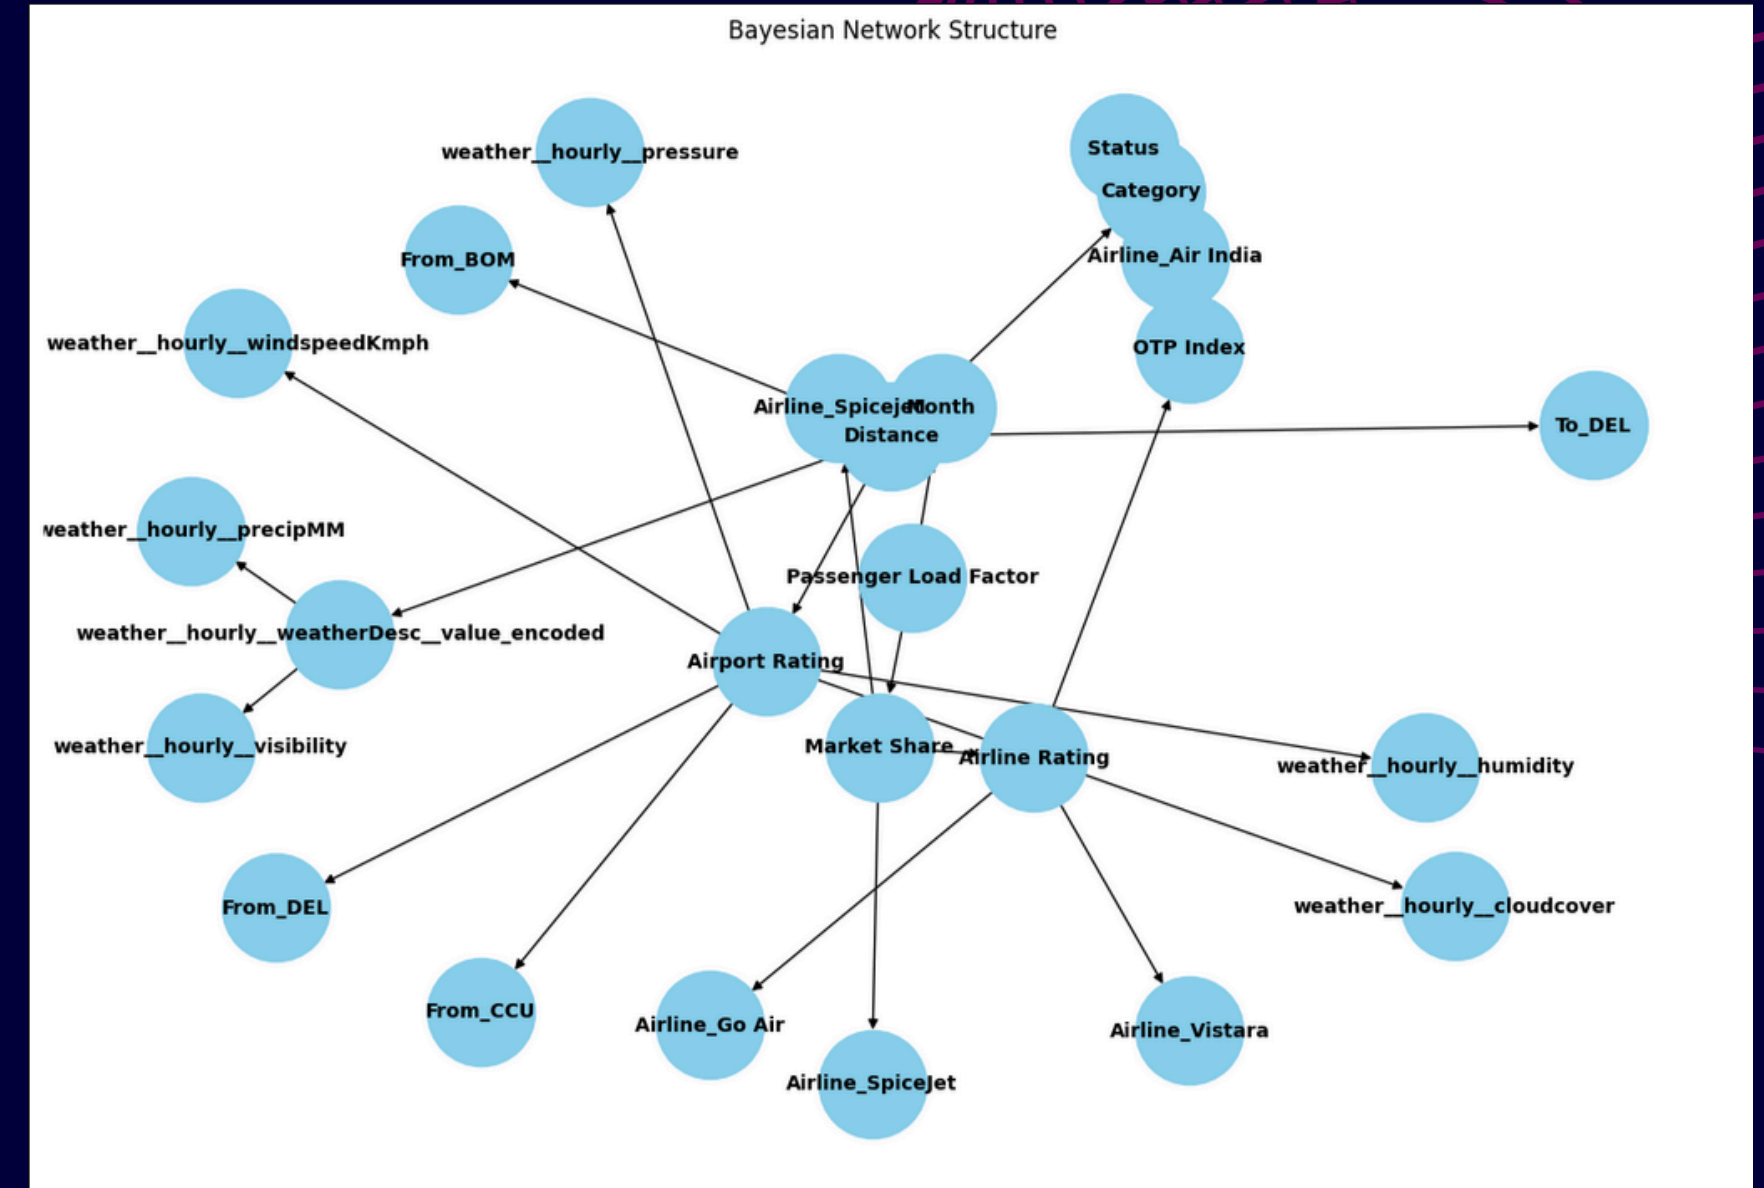 Bayesian Network Structure
Status
weather__hourly__pressure
Category
Airline_Air India
From_BOM
weather__hourly__windspeedKmph
OTP Index
Airline_Spicejet
Month
To_DEL
Distance
weather__hourly__precipMM
Passenger Load Factor
weather__hourly__weatherDesc__value_encoded
Airport Rating
weather__hourly__visibility
Market Share
Airline Rating
weather__hourly__humidity
From_DEL
weather__hourly__cloudcover
From_CCU
Airline_Go Air
Airline_Vistara
Airline_SpiceJet